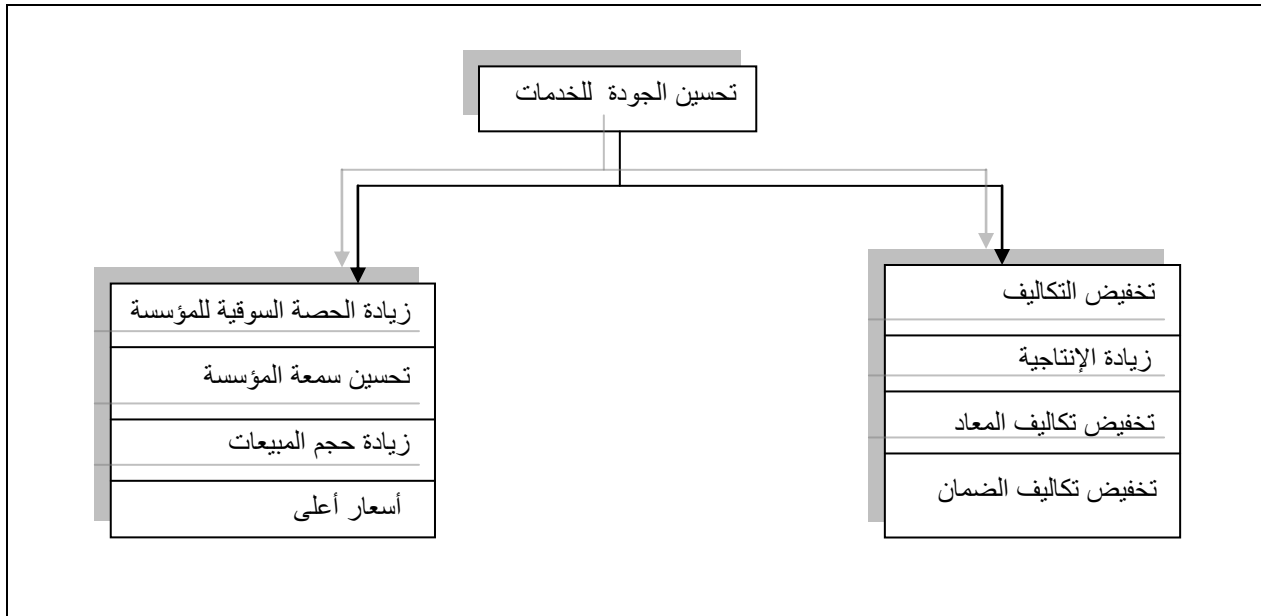 تحسين الجودة للخدمات
تخفيض التكاليف
زيادة الإنتاجية
تخفيض تكاليف المعاد
تخفيض تكاليف الضمان
زيادة الحصة السوقية للمؤسسة
تحسين سمعة المؤسسة
زيادة حجم المبيعات
أسعار أعلى